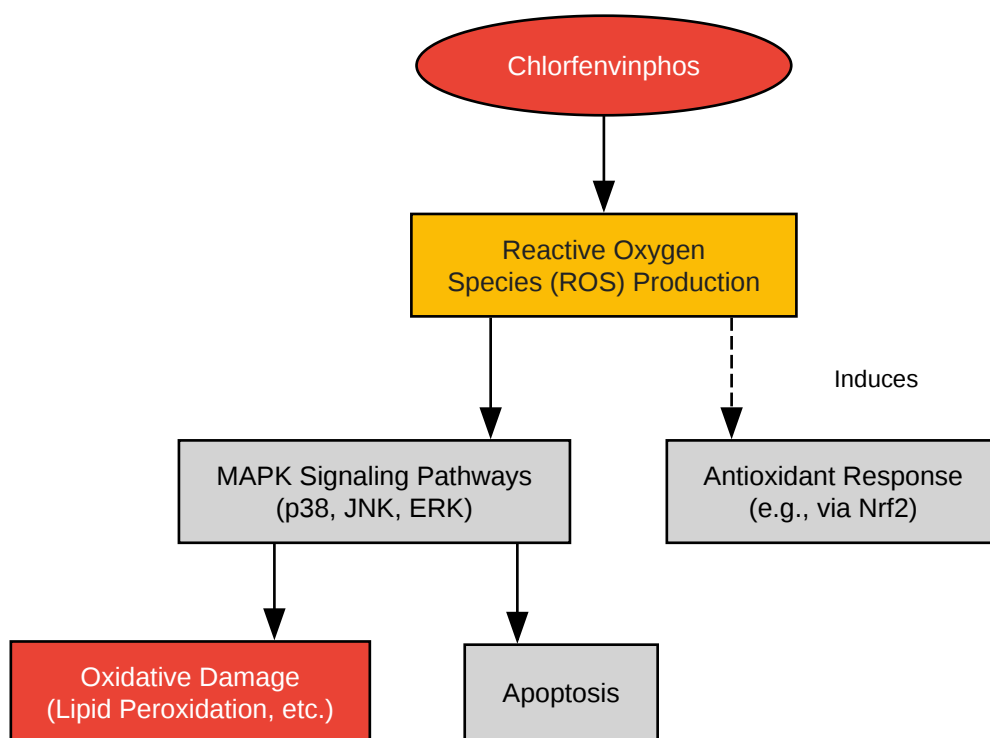 Chlorfenvinphos
Reactive Oxygen
Species (ROS) Production
Induces
MAPK Signaling Pathways
(p38, JNK, ERK)
Antioxidant Response
(e.g., via Nrf2)
Oxidative Damage
(Lipid Peroxidation, etc.)
Apoptosis